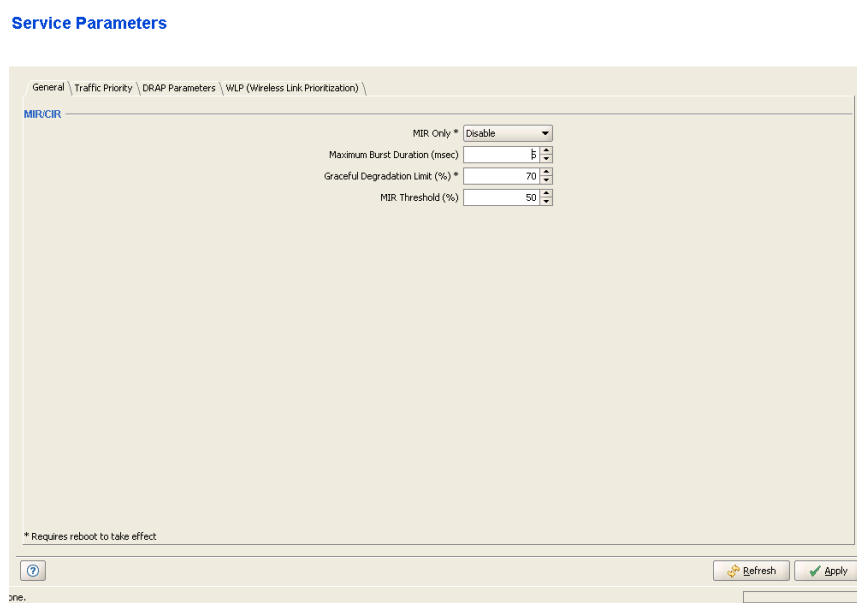 Service Parameters
General Traffic Priority DRAP Parameters WLP (Wireless Link Prioritization)
MIR/CIR
MIR Only * Disable
Maximum Burst Duration (msec) 5
Graceful Degradation Limit (%) * 70
MIR Threshold (%) 50
* Requires reboot to take effect
? Refresh Apply
one.